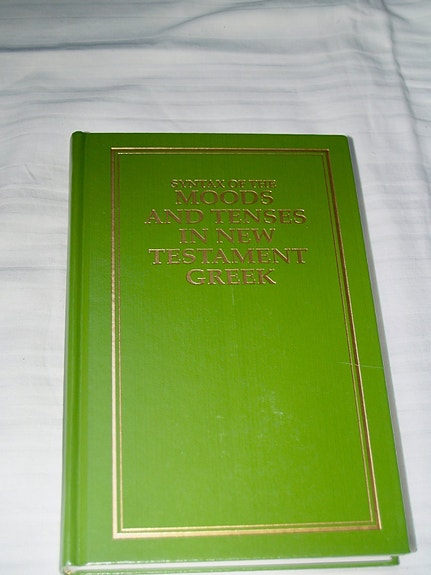 SYNTAX OF THE
MOODS
AND TENSES
IN NEW
TESTAMENT
GREEK